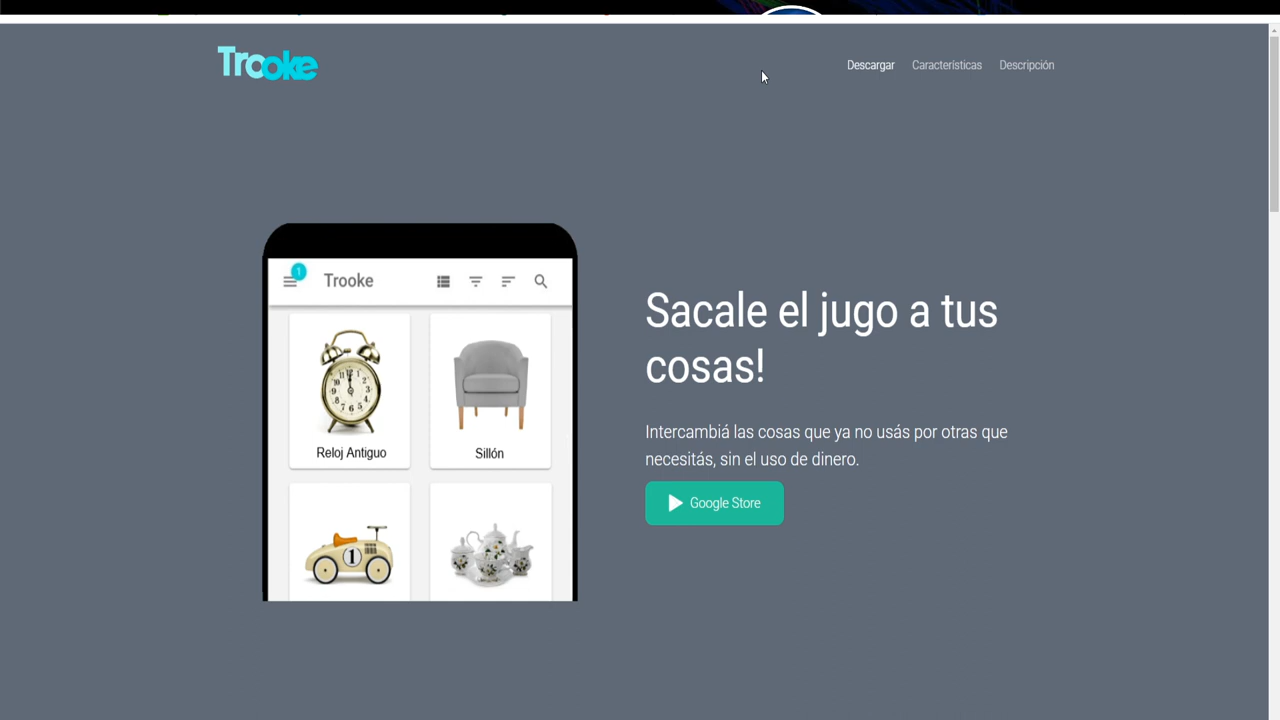 Trooke
Descargar Características Descripción
1
Trooke
Reloj Antiguo
Sillón
1
Sacale el jugo a tus
cosas!
Intercambiá las cosas que ya no usás por otras que
necesitás, sin el uso de dinero.
Google Store